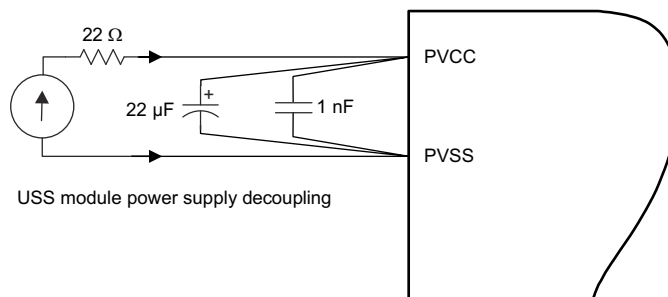 22 Ω
PVCC
+
22 µF
1 nF
PVSS
USS module power supply decoupling